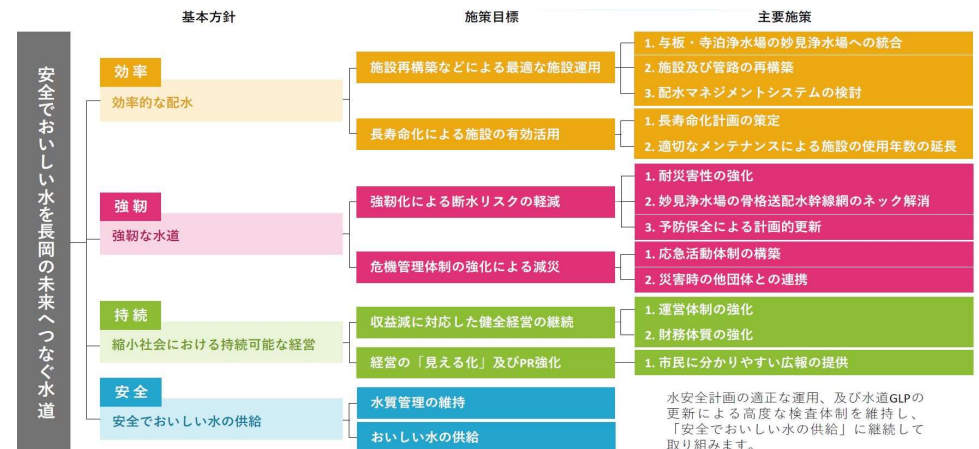 基本方針
施策目標
主要施策
安全でおいしい水を長岡の未来へつなぐ水道
効率
効率的な配水
施設再構築などによる最適な施設運用
1. 与板・寺泊浄水場の妙見浄水場への統合
2. 施設及び管路の再構築
3. 配水マネジメントシステムの検討
長寿命化による施設の有効活用
1. 長寿命化計画の策定
2. 適切なメンテナンスによる施設の使用年数の延長
強靭
強靭な水道
強靭化による断水リスクの軽減
1. 耐災害性の強化
2. 妙見浄水場の骨格送配水幹線網のネック解消
3. 予防保全による計画的更新
危機管理体制の強化による減災
1. 応急活動体制の構築
2. 災害時の他団体との連携
持続
縮小社会における持続可能な経営
収益減に対応した健全経営の継続
1. 運営体制の強化
2. 財務体質の強化
経営の「見える化」及びPR強化
1. 市民に分かりやすい広報の提供
安全
安全でおいしい水の供給
水質管理の維持
おいしい水の供給
水安全計画の適正な運用、及び水道GLPの
更新による高度な検査体制を維持し、
「安全でおいしい水の供給」に継続して
取り組みます。